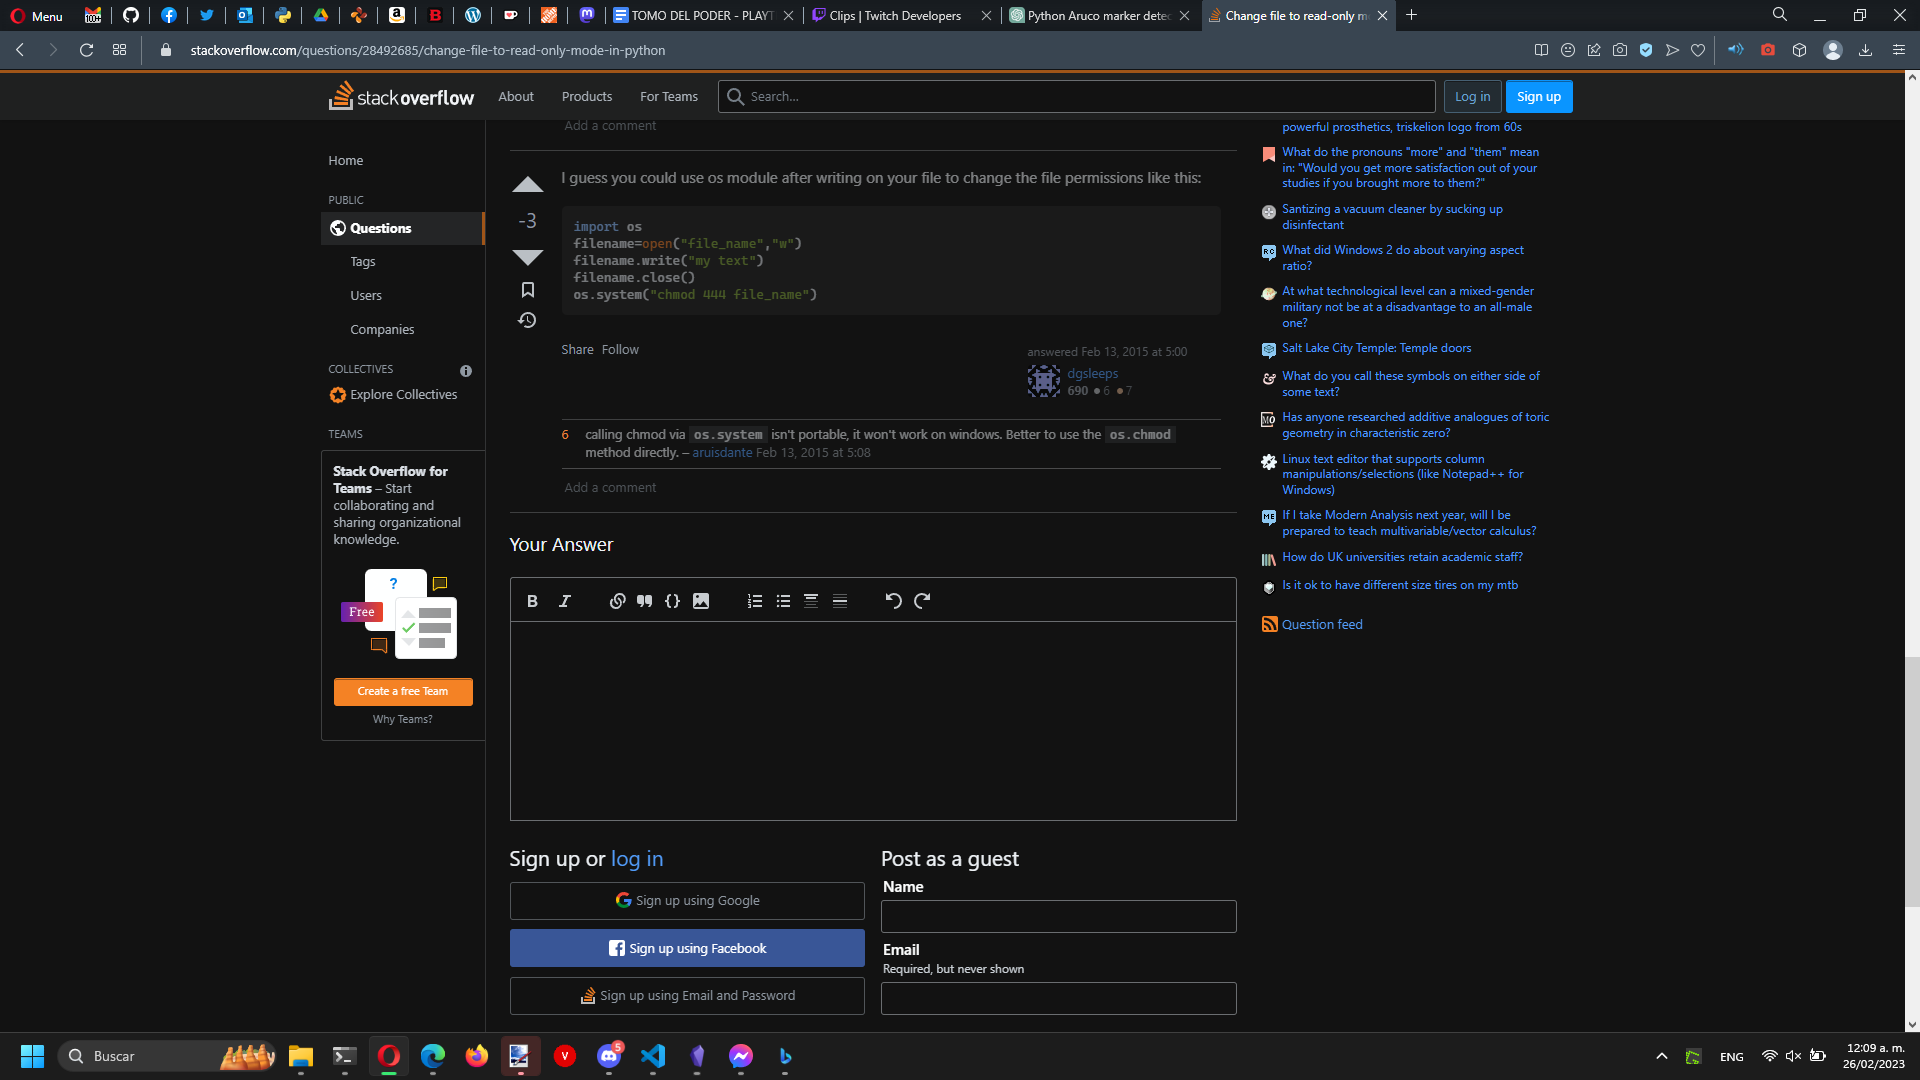 Menu
TOMO DEL PODER - PLAYT
Clips | Twitch Developers
Python Aruco marker detec
Change file to read-only m
stackoverflow.com/questions/28492685/change-file-to-read-only-mode-in-python
stackoverflow
About
Products
For Teams
Search...
Log in
Sign up
Home
PUBLIC
Questions
Tags
Users
Companies
COLLECTIVES
Explore Collectives
TEAMS
Stack Overflow for
Teams – Start
collaborating and
sharing organizational
knowledge.
?
Free
Create a free Team
Why Teams?
Add a comment
I guess you could use os module after writing on your file to change the file permissions like this:
-3
import os
filename=open("file_name","w")
filename.write("my text")
filename.close()
os.system("chmod 444 file_name")
Share Follow
answered Feb 13, 2015 at 5:00
dgsleeps
690 6 7
6
calling chmod via os.system isn't portable, it won't work on windows. Better to use the os.chmod
method directly. – aruisdante Feb 13, 2015 at 5:08
Add a comment
Your Answer
B I
Sign up or log in
Sign up using Google
Sign up using Facebook
Sign up using Email and Password
Post as a guest
Name
Email
Required, but never shown
powerful prosthetics, triskelion logo from 60s
What do the pronouns "more" and "them" mean
in: "Would you get more satisfaction out of your
studies if you brought more to them?"
Santizing a vacuum cleaner by sucking up
disinfectant
What did Windows 2 do about varying aspect
ratio?
At what technological level can a mixed-gender
military not be at a disadvantage to an all-male
one?
Salt Lake City Temple: Temple doors
What do you call these symbols on either side of
some text?
Has anyone researched additive analogues of toric
geometry in characteristic zero?
Linux text editor that supports column
manipulations/selections (like Notepad++ for
Windows)
If I take Modern Analysis next year, will I be
prepared to teach multivariable/vector calculus?
How do UK universities retain academic staff?
Is it ok to have different size tires on my mtb
Question feed
Buscar
5
ENG
12:09 a. m.
26/02/2023